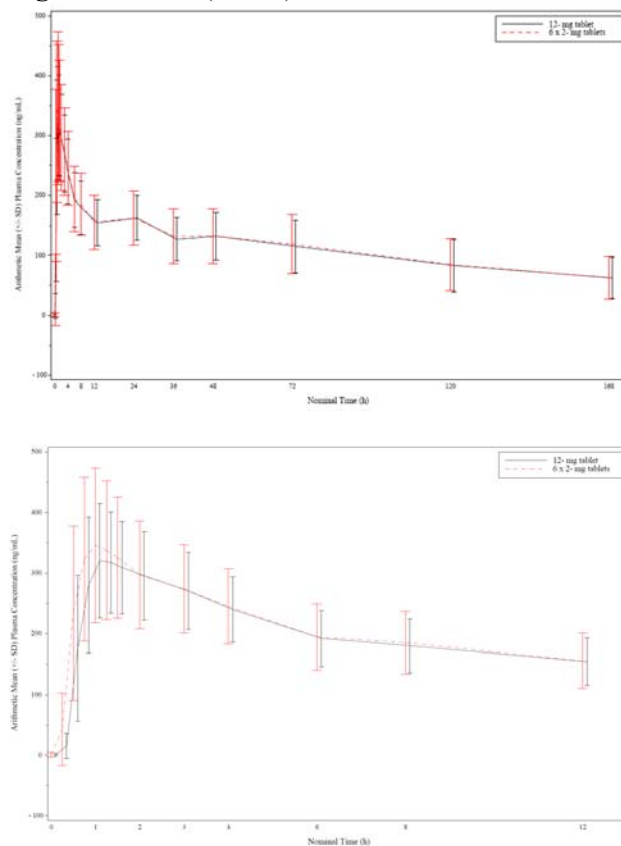 12- mg tablet
6 x 2- mg tablets
Arithmetic Mean (+/- SD) Plasma Concentration (ng/mL)
500
400
300
200
100
0
- 100
0 4 8 12 24 36 48 72 120 168
Nominal Time (h)
12- mg tablet
6 x 2- mg tablets
Arithmetic Mean (+/- SD) Plasma Concentration (ng/mL)
500
400
300
200
100
0
- 100
0 1 2 3 4 6 8 12
Nominal Time (h)